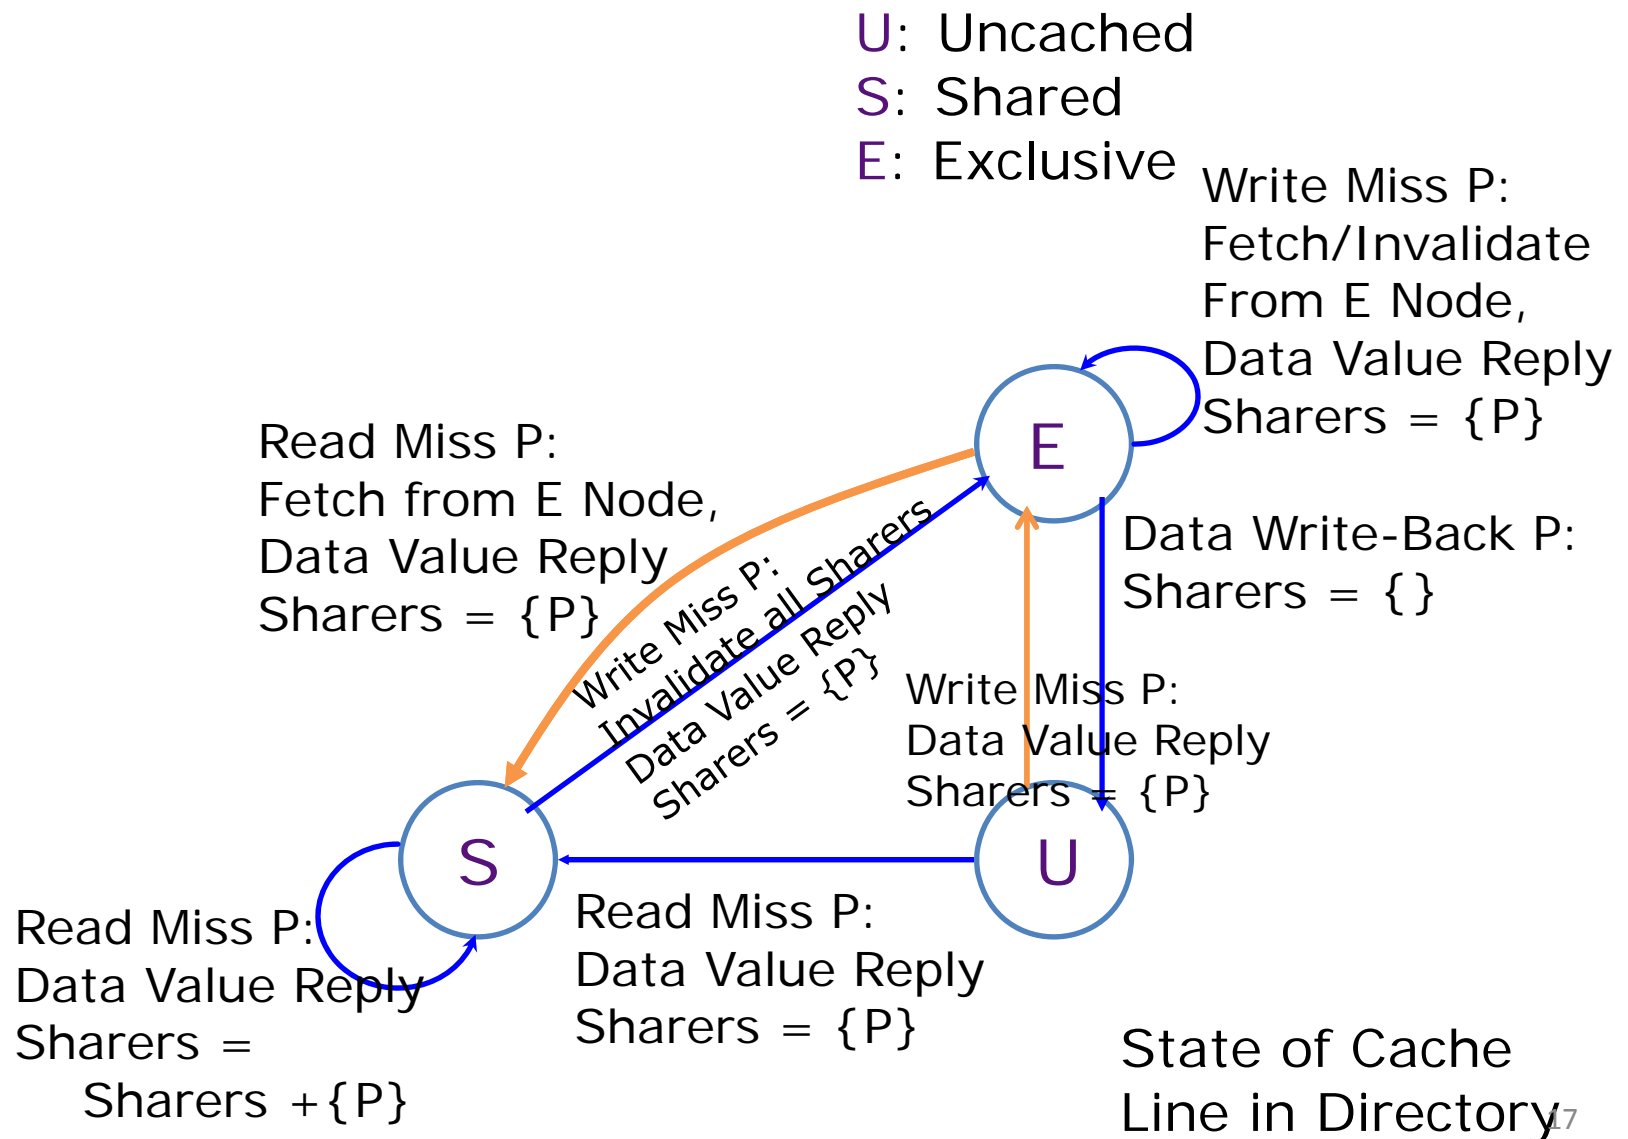 U: Uncached
S: Shared
E: Exclusive
Write Miss P:
Fetch/Invalidate
From E Node,
Data Value Reply
Sharers = {P}
Read Miss P:
Fetch from E Node,
Data Value Reply
Sharers = {P}
E
Data Write-Back P:
Sharers = {}
Write Miss P:
Invalidate all Sharers
Data Value Reply
Sharers = {P}
Write Miss P:
Data Value Reply
Sharers = {P}
S
U
Read Miss P:
Data Value Reply
Sharers =
Sharers +{P}
Read Miss P:
Data Value Reply
Sharers = {P}
State of Cache
Line in Directory
17